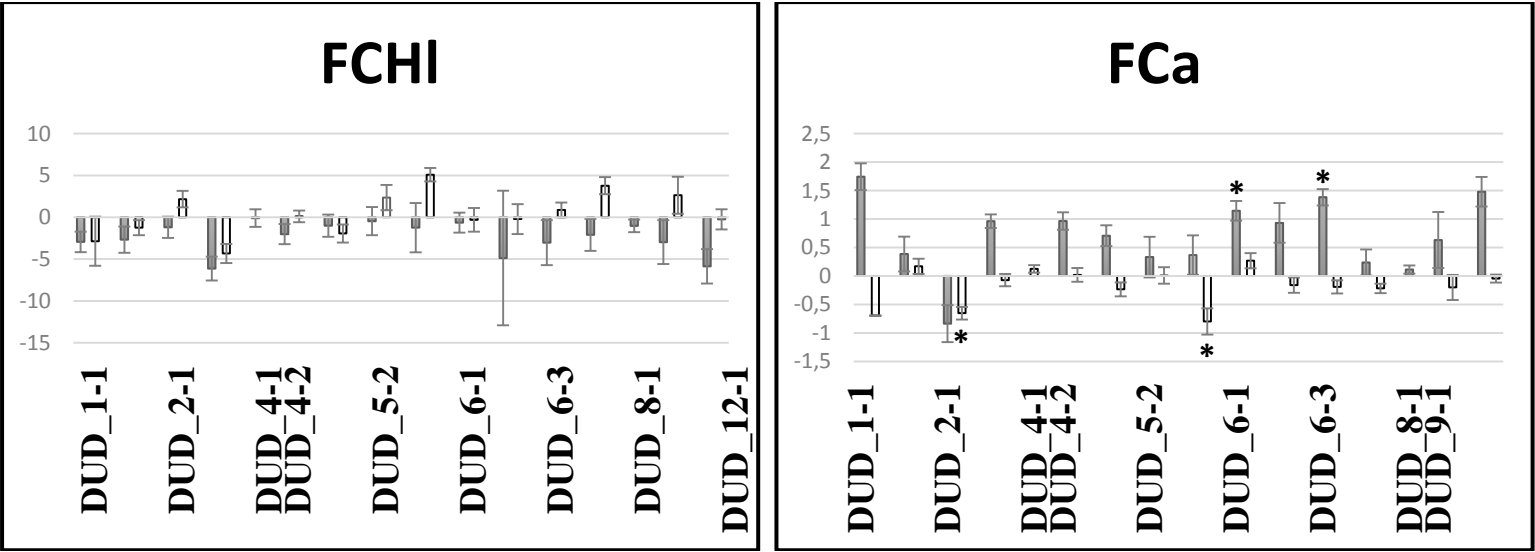 FCHl
10
5
0
-5
-10
-15
DUD_1-1
DUD_2-1
DUD_4-1
DUD_4-2
DUD_5-2
DUD_6-1
DUD_6-3
DUD_8-1
DUD_12-1
FCa
2,5
2
1,5
1
0,5
0
-0,5
-1
-1,5
*
*
*
*
DUD_1-1
DUD_2-1
DUD_4-1
DUD_4-2
DUD_5-2
DUD_6-1
DUD_6-3
DUD_8-1
DUD_9-1